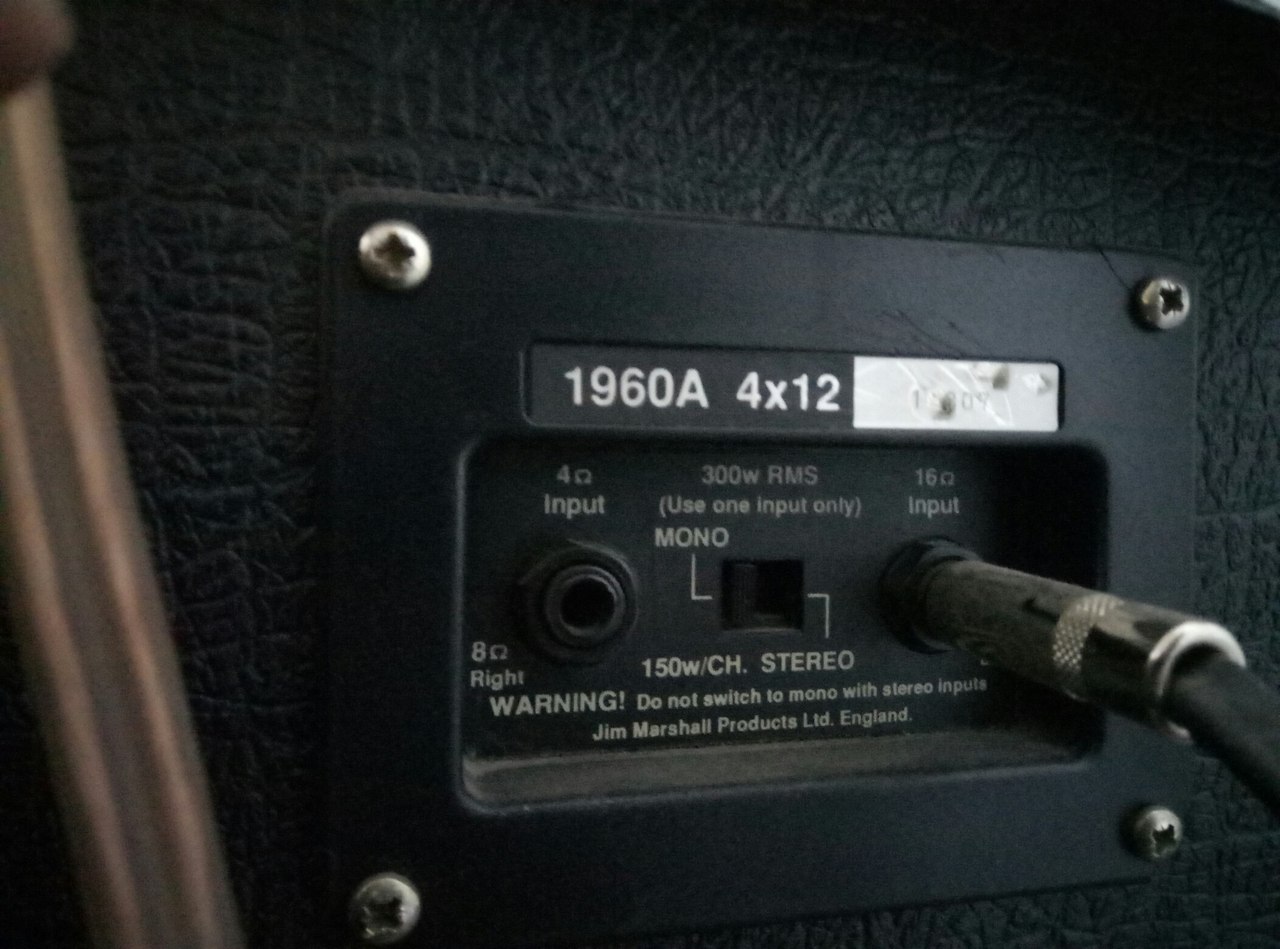 1960A 4x12
4Ω 300w RMS 16Ω
Input (Use one input only) Input
MONO
8Ω
Right 150w/CH. STEREO
WARNING! Do not switch to mono with stereo inputs
Jim Marshall Products Ltd. England.